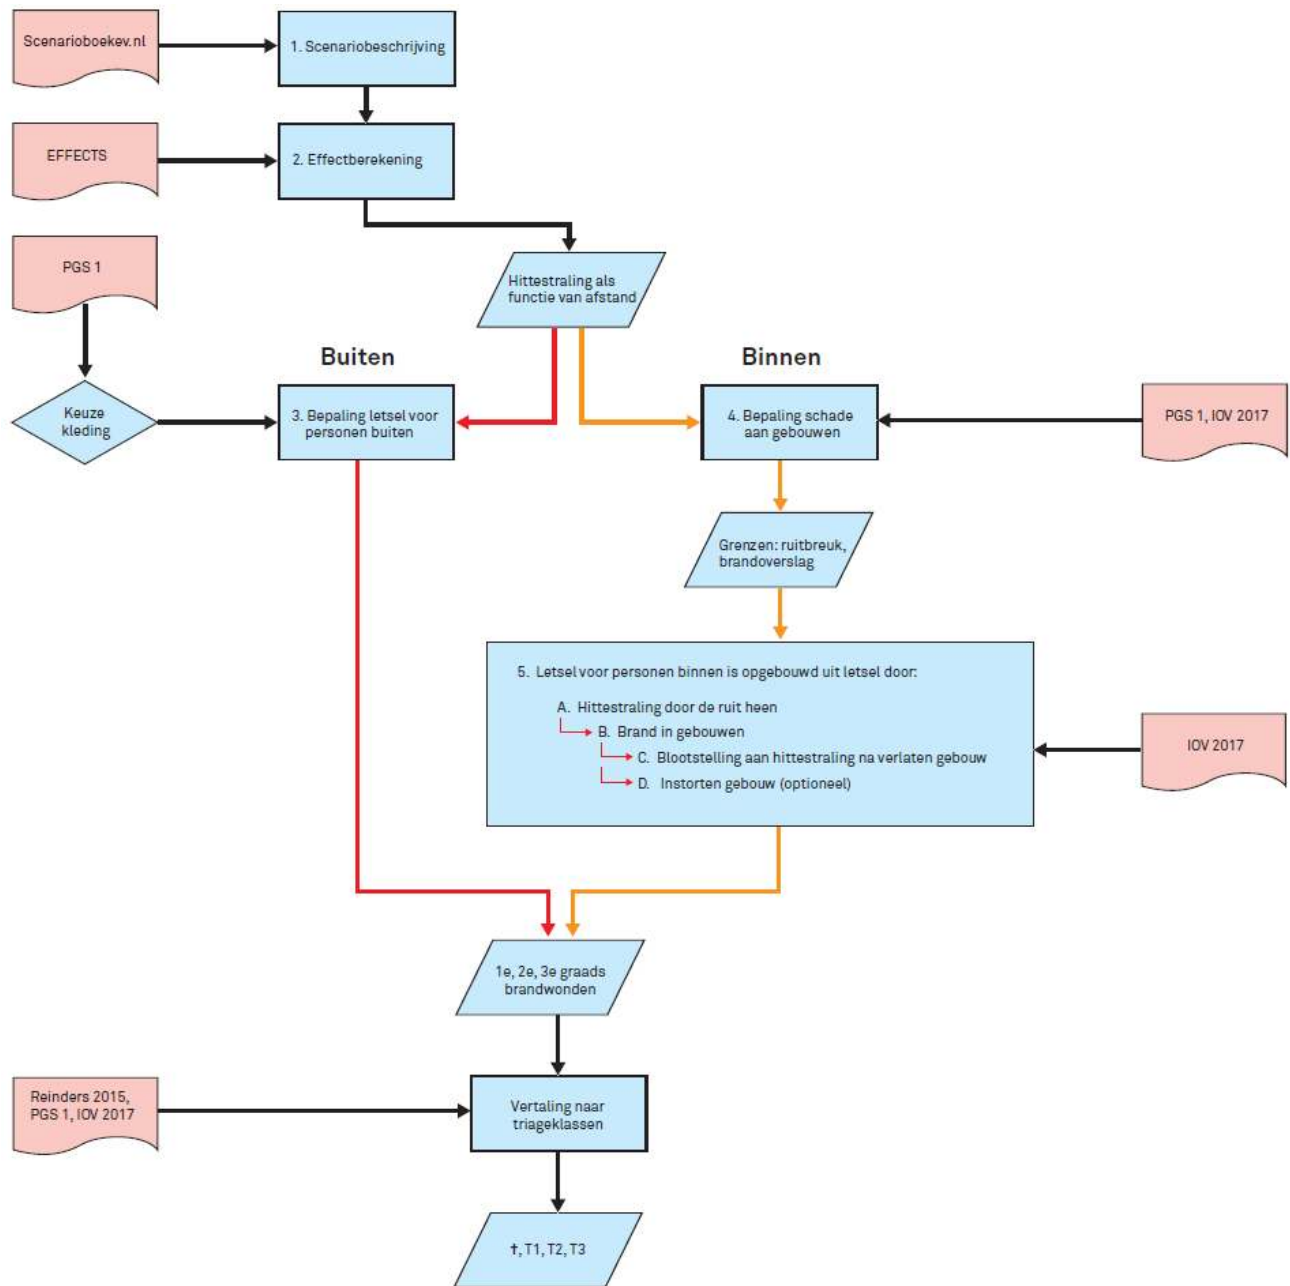 Scenarioboekev.nl
1. Scenariobeschrijving
EFFECTS
2. Effectberekening
PGS 1
Hittestraling als
functie van afstand
Buiten
Binnen
Keuze
kleding
3. Bepaling letsel voor
personen buiten
4. Bepaling schade
aan gebouwen
PGS 1, IOV 2017
Grenzen: ruitbreuk,
brandoverslag
5. Letsel voor personen binnen is opgebouwd uit letsel door:
A. Hittestraling door de ruit heen
B. Brand in gebouwen
C. Blootstelling aan hittestraling na verlaten gebouw
D. Instorten gebouw (optioneel)
IOV 2017
1e, 2e, 3e graads
brandwonden
Reinders 2015,
PGS 1, IOV 2017
Vertaling naar
triageklassen
†, T1, T2, T3